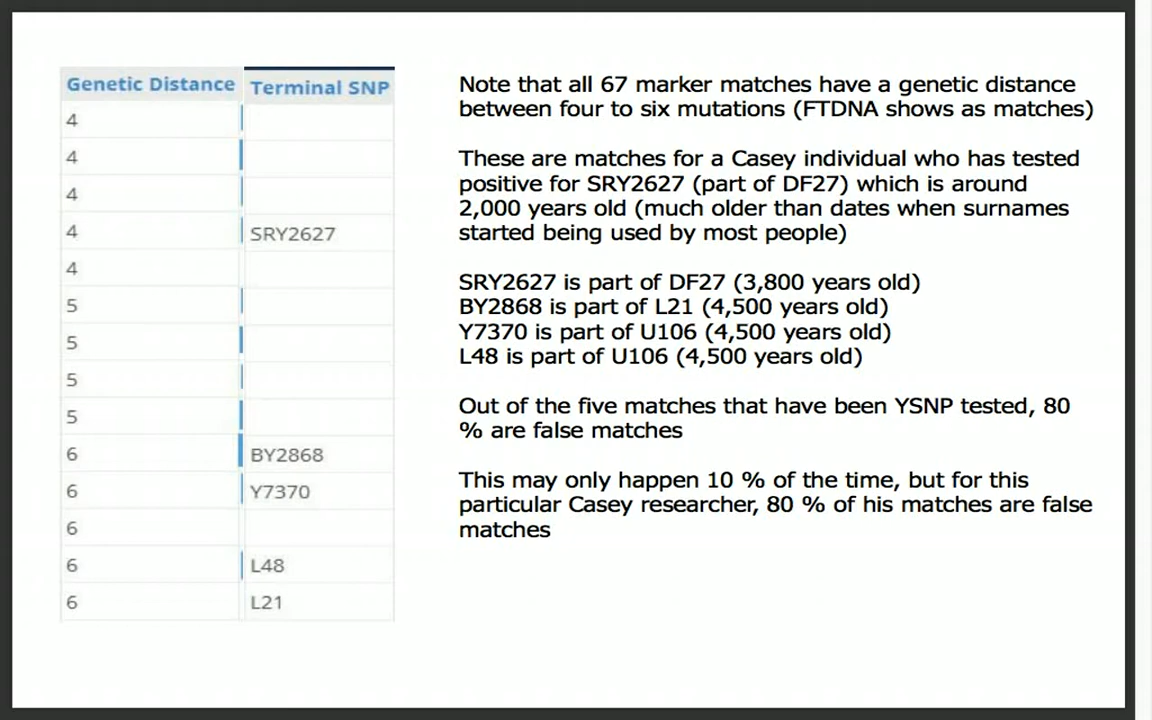 Genetic Distance Terminal SNP
4
4
4
4 SRY2627
4
5
5
5
5
6 BY2868
6 Y7370
6
6 L48
6 L21
Note that all 67 marker matches have a genetic distance
between four to six mutations (FTDNA shows as matches)
These are matches for a Casey individual who has tested
positive for SRY2627 (part of DF27) which is around
2,000 years old (much older than dates when surnames
started being used by most people)
SRY2627 is part of DF27 (3,800 years old)
BY2868 is part of L21 (4,500 years old)
Y7370 is part of U106 (4,500 years old)
L48 is part of U106 (4,500 years old)
Out of the five matches that have been YSNP tested, 80
% are false matches
This may only happen 10 % of the time, but for this
particular Casey researcher, 80 % of his matches are false
matches